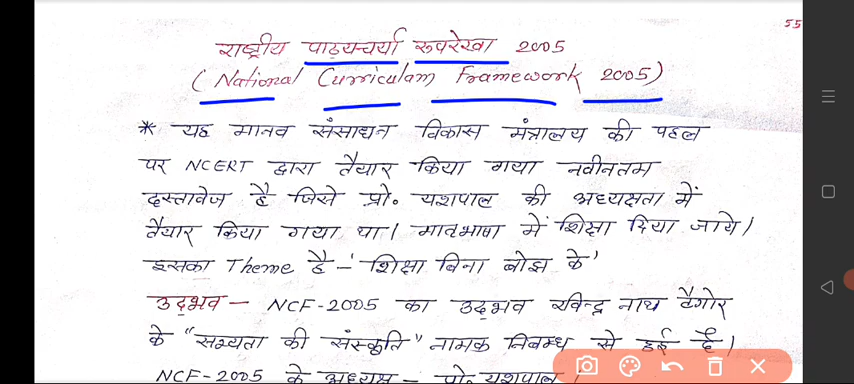 55
राष्ट्रीय पाठ्यचर्या रूपरेखा 2005
( National Curriculam Framework 2005)
* यह मानव संसाधन विकास मंत्रालय की पहल
पर NCERT द्वारा तैयार किया गया नवीनतम
दस्तावेज है जिसे प्रो॰ यशपाल की अध्यक्षता में
तैयार किया गया था। मातृभाषा में शिक्षा दिया जाये।
इसका Theme है - 'शिक्षा बिना बोझ के'
उद्भव - NCF-2005 का उद्भव रविन्द्र नाथ टैगोर
के "सभ्यता की संस्कृति" नामक निबन्ध से हुई है।
NCF-2005 के अध्यक्ष - प्रो॰ यशपाल।